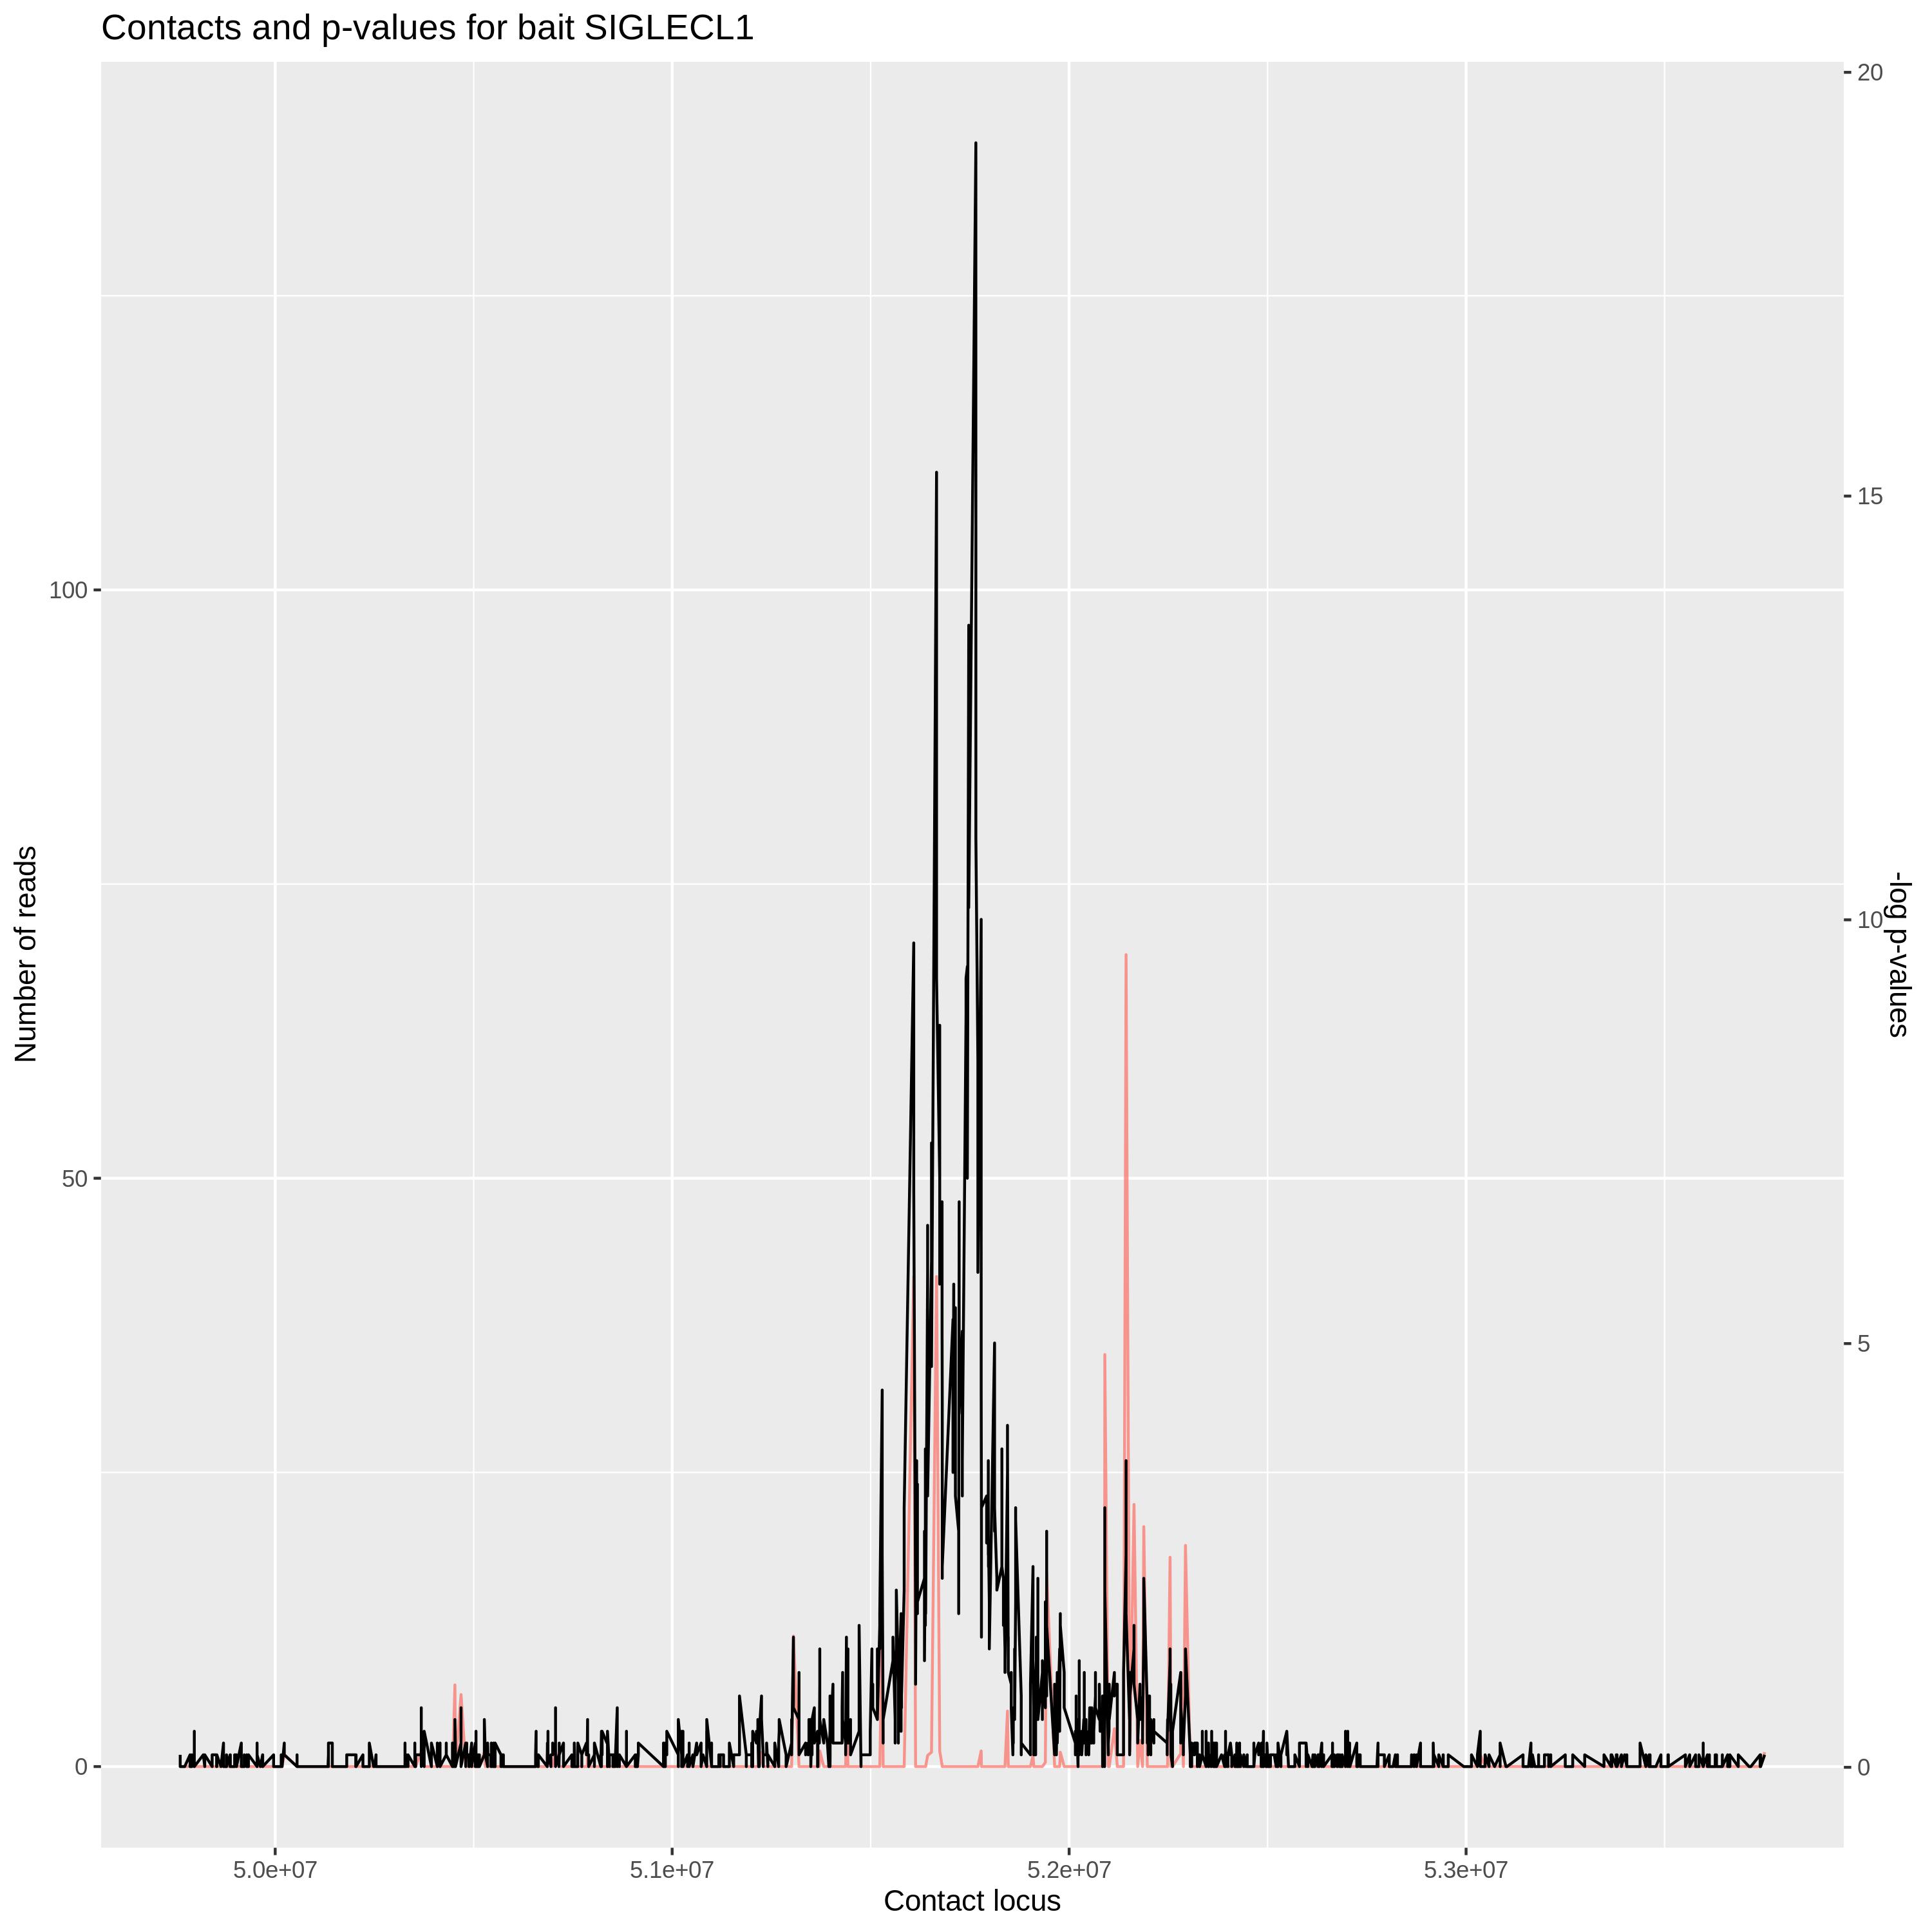 Contacts and p-values for bait SIGLECL1
20
15
100
10
-log p-values
Number of reads
50
5
0
0
5.0e+07
5.1e+07
5.2e+07
5.3e+07
Contact locus